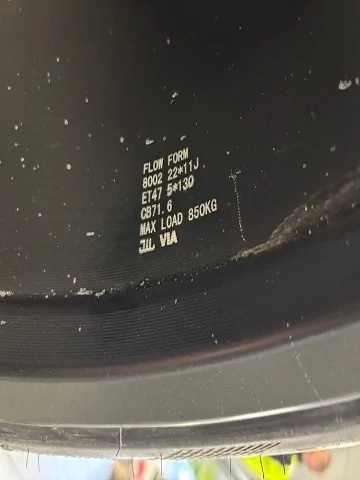 FLOW FORM
8002 22*11J
ET47 5*130
CB71.6
MAX LOAD 850KG
JWL VIA